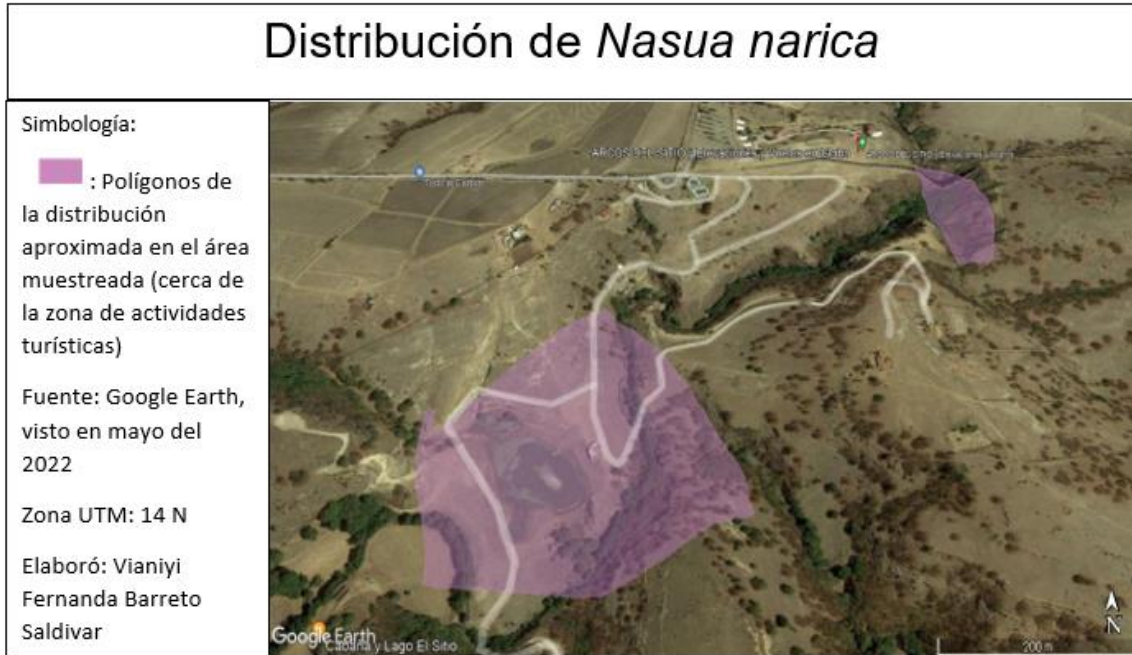 Distribución de Nasua narica
Simbología:
: Polígonos de
la distribución
aproximada en el área
muestreada (cerca de
la zona de actividades
turísticas)
Fuente: Google Earth,
visto en mayo del
2022
Zona UTM: 14 N
Elaboró: Vianiyi
Fernanda Barreto
Saldivar
N
200 m
Google Earth
Cabaña y Lago El Sitio